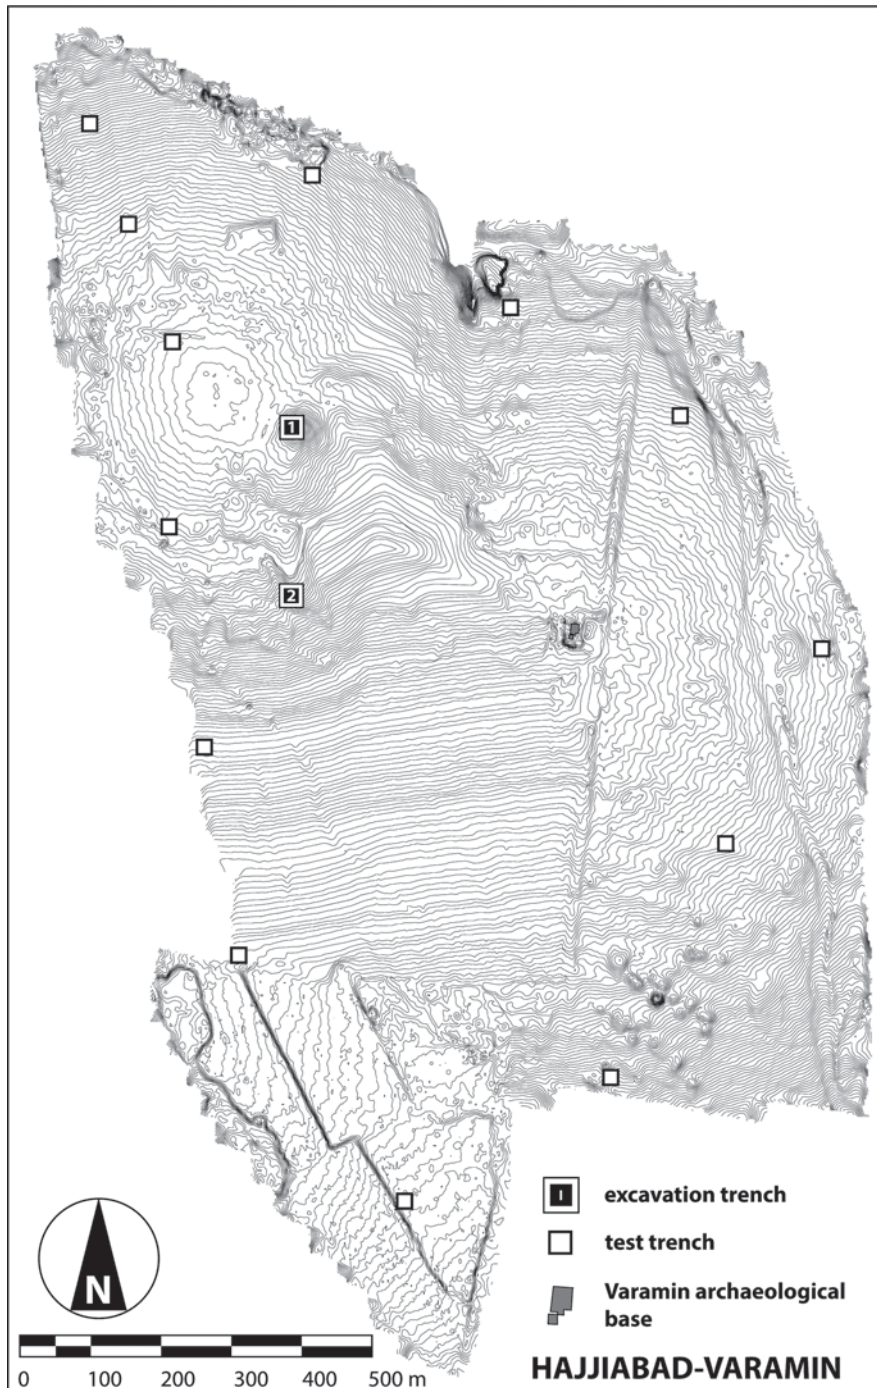 1
2
I excavation trench
test trench
Varamin archaeological
base
N
0 100 200 300 400 500 m
HAJJIABAD-VARAMIN